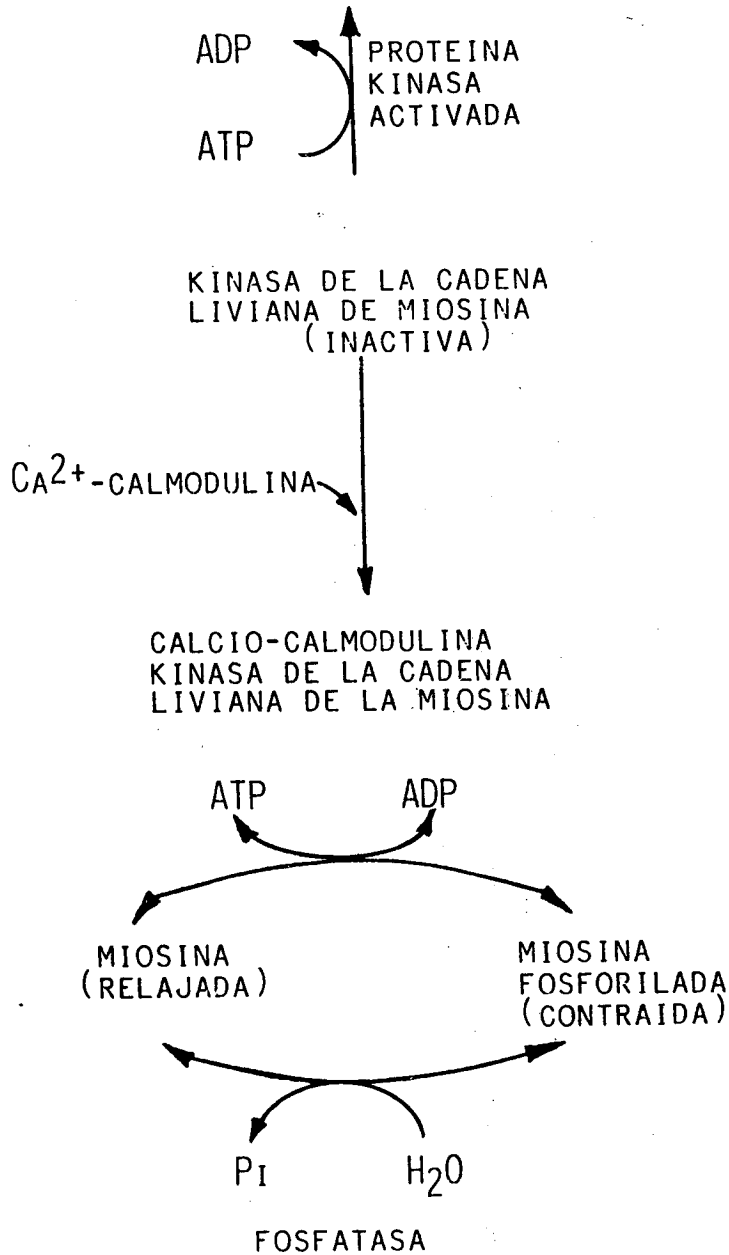 ADP
PROTEINA
KINASA
ACTIVADA
ATP
KINASA DE LA CADENA
LIVIANA DE MIOSINA
(INACTIVA)
CA2+-CALMODULINA
CALCIO-CALMODULINA
KINASA DE LA CADENA
LIVIANA DE LA MIOSINA
ATP ADP
MIOSINA
(RELAJADA)
MIOSINA
FOSFORILADA
(CONTRAIDA)
PI H2O
FOSFATASA